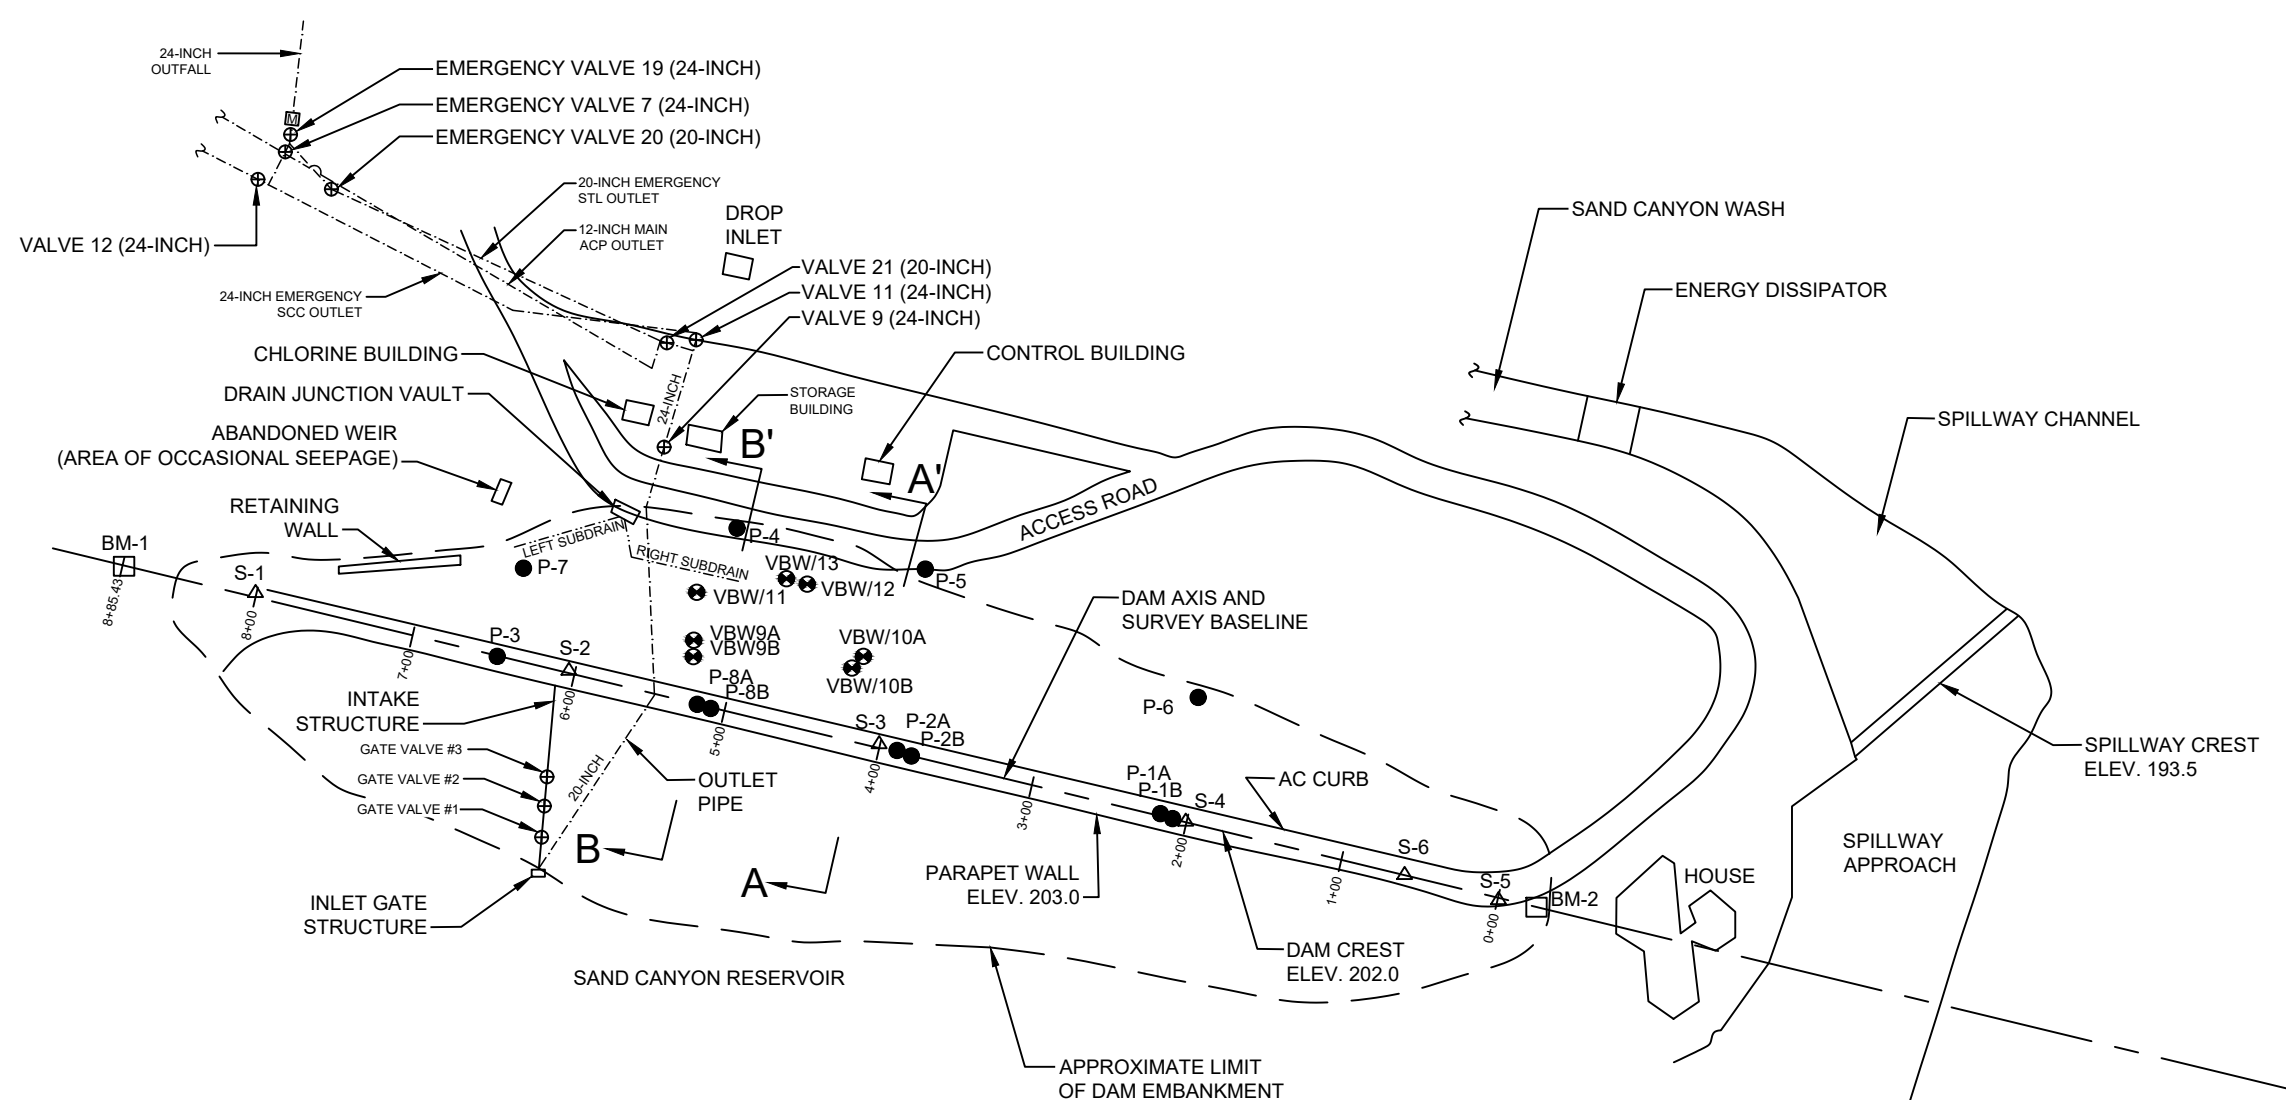 24-INCH
OUTFALL
EMERGENCY VALVE 19 (24-INCH)
EMERGENCY VALVE 7 (24-INCH)
M
EMERGENCY VALVE 20 (20-INCH)
20-INCH EMERGENCY
STL OUTLET
12-INCH MAIN
ACP OUTLET
DROP
INLET
SAND CANYON WASH
VALVE 12 (24-INCH)
VALVE 21 (20-INCH)
VALVE 11 (24-INCH)
VALVE 9 (24-INCH)
ENERGY DISSIPATOR
24-INCH EMERGENCY
SCC OUTLET
CHLORINE BUILDING
CONTROL BUILDING
DRAIN JUNCTION VAULT
24-INCH
STORAGE
BUILDING
SPILLWAY CHANNEL
ABANDONED WEIR
(AREA OF OCCASIONAL SEEPAGE)
B'
A'
RETAINING
WALL
ACCESS ROAD
BM-1
LEFT SUBDRAIN
P-4
RIGHT SUBDRAIN
S-1
P-7
VBW/13
VBW/12
P-5
VBW/11
8+85.43
8+00
DAM AXIS AND
SURVEY BASELINE
P-3
S-2
VBW9A
VBW9B
VBW/10A
VBW/10B
7+00
P-8A
P-8B
P-6
INTAKE
STRUCTURE
6+00
5+00
S-3
P-2A
P-2B
GATE VALVE #3
GATE VALVE #2
GATE VALVE #1
20-INCH
OUTLET
PIPE
4+00
P-1A
P-1B
S-4
AC CURB
SPILLWAY CREST
ELEV. 193.5
3+00
2+00
B
A
PARAPET WALL
ELEV. 203.0
S-6
1+00
S-5
BM-2
0+00
HOUSE
SPILLWAY
APPROACH
INLET GATE
STRUCTURE
DAM CREST
ELEV. 202.0
SAND CANYON RESERVOIR
APPROXIMATE LIMIT
OF DAM EMBANKMENT